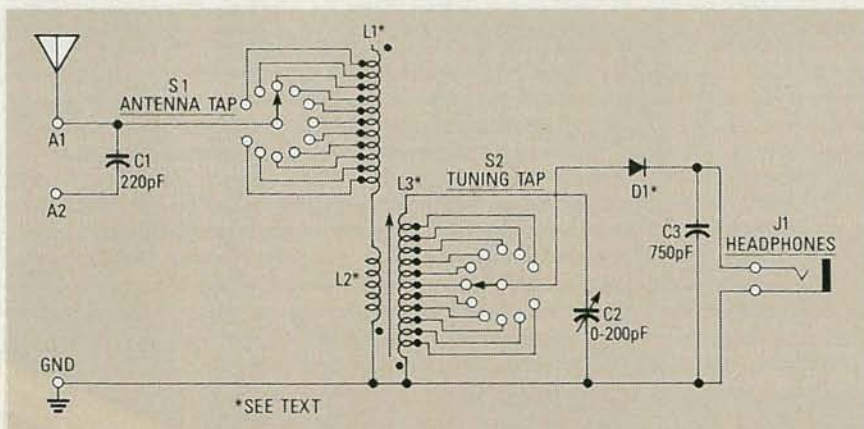 L1*
S1
ANTENNA TAP
A1
C1
220pF
A2
S2
TUNING TAP
L3*
D1*
L2*
C3
750pF
J1
HEADPHONES
C2
0-200pF
GND
*SEE TEXT